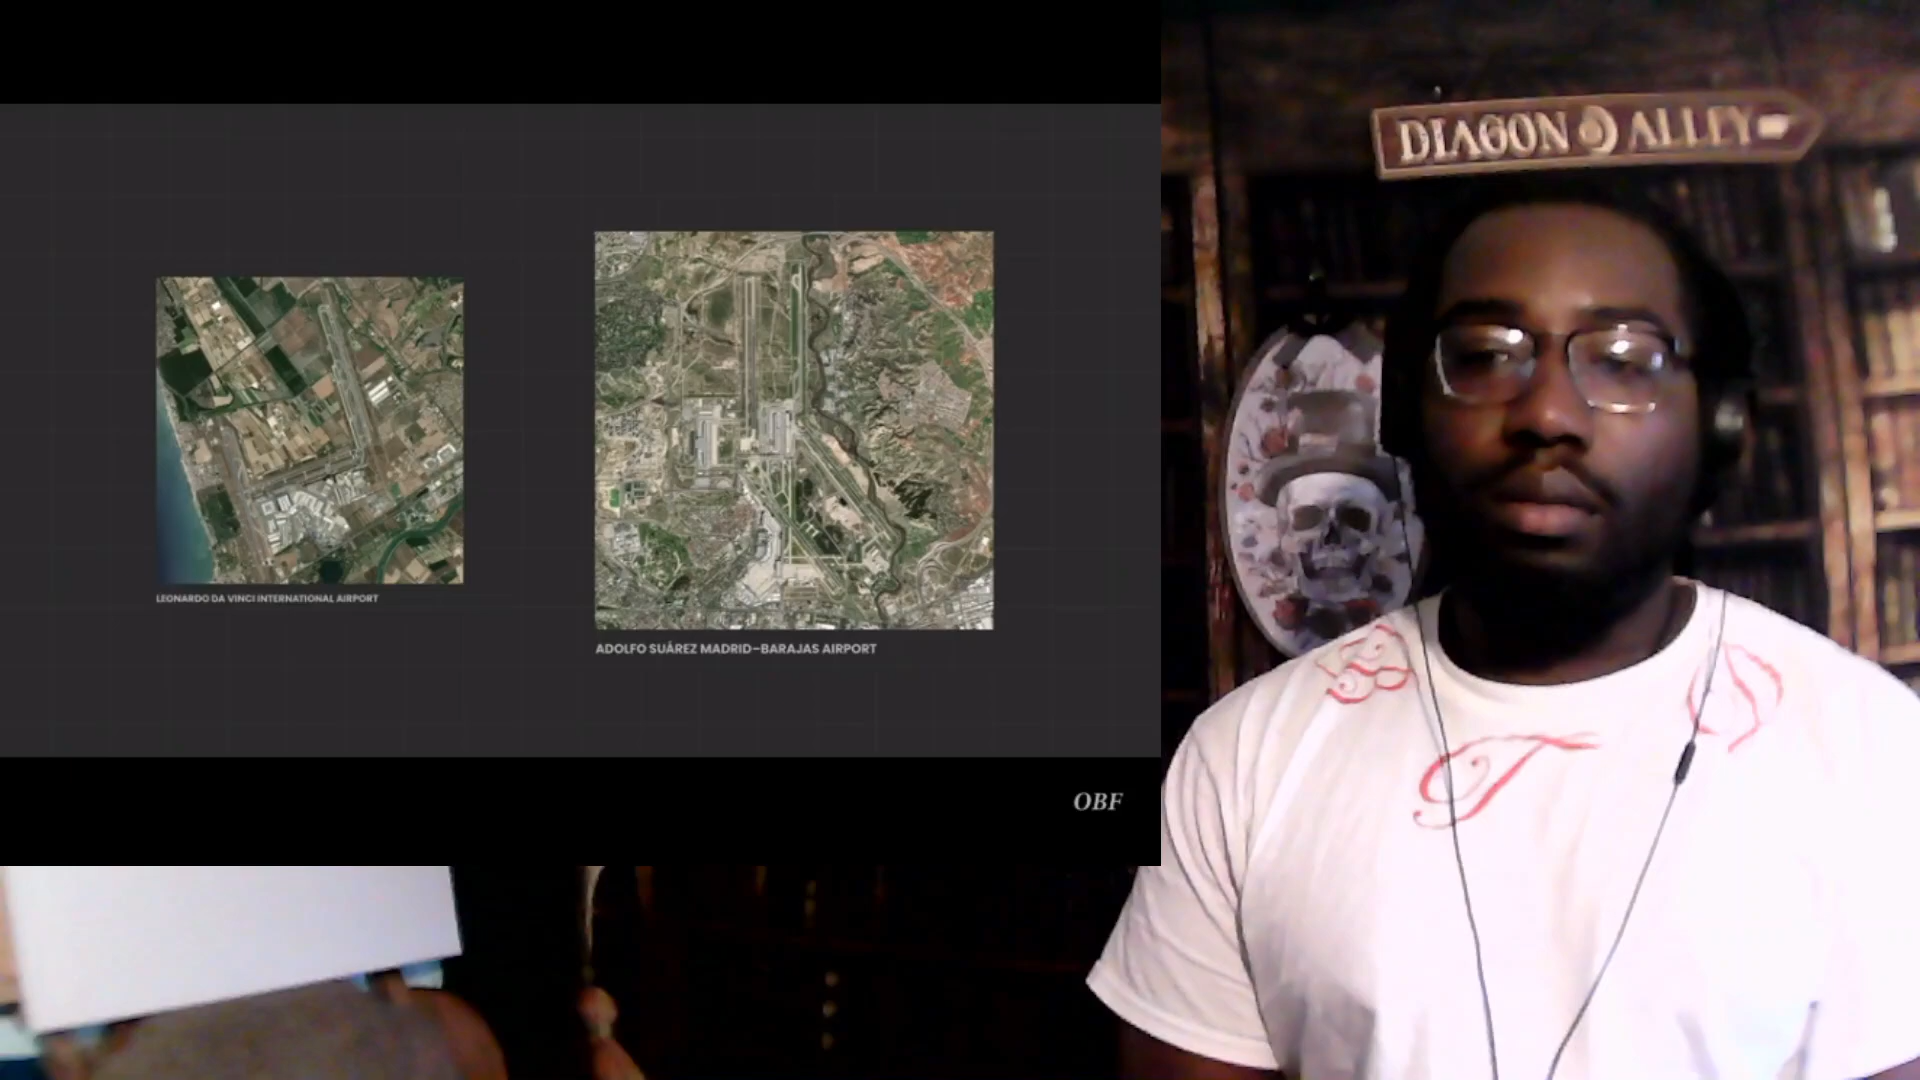 DIAGON ALLEY
LEONARDO DA VINCI INTERNATIONAL AIRPORT
ADOLFO SUÁREZ MADRID–BARAJAS AIRPORT
OBF
T